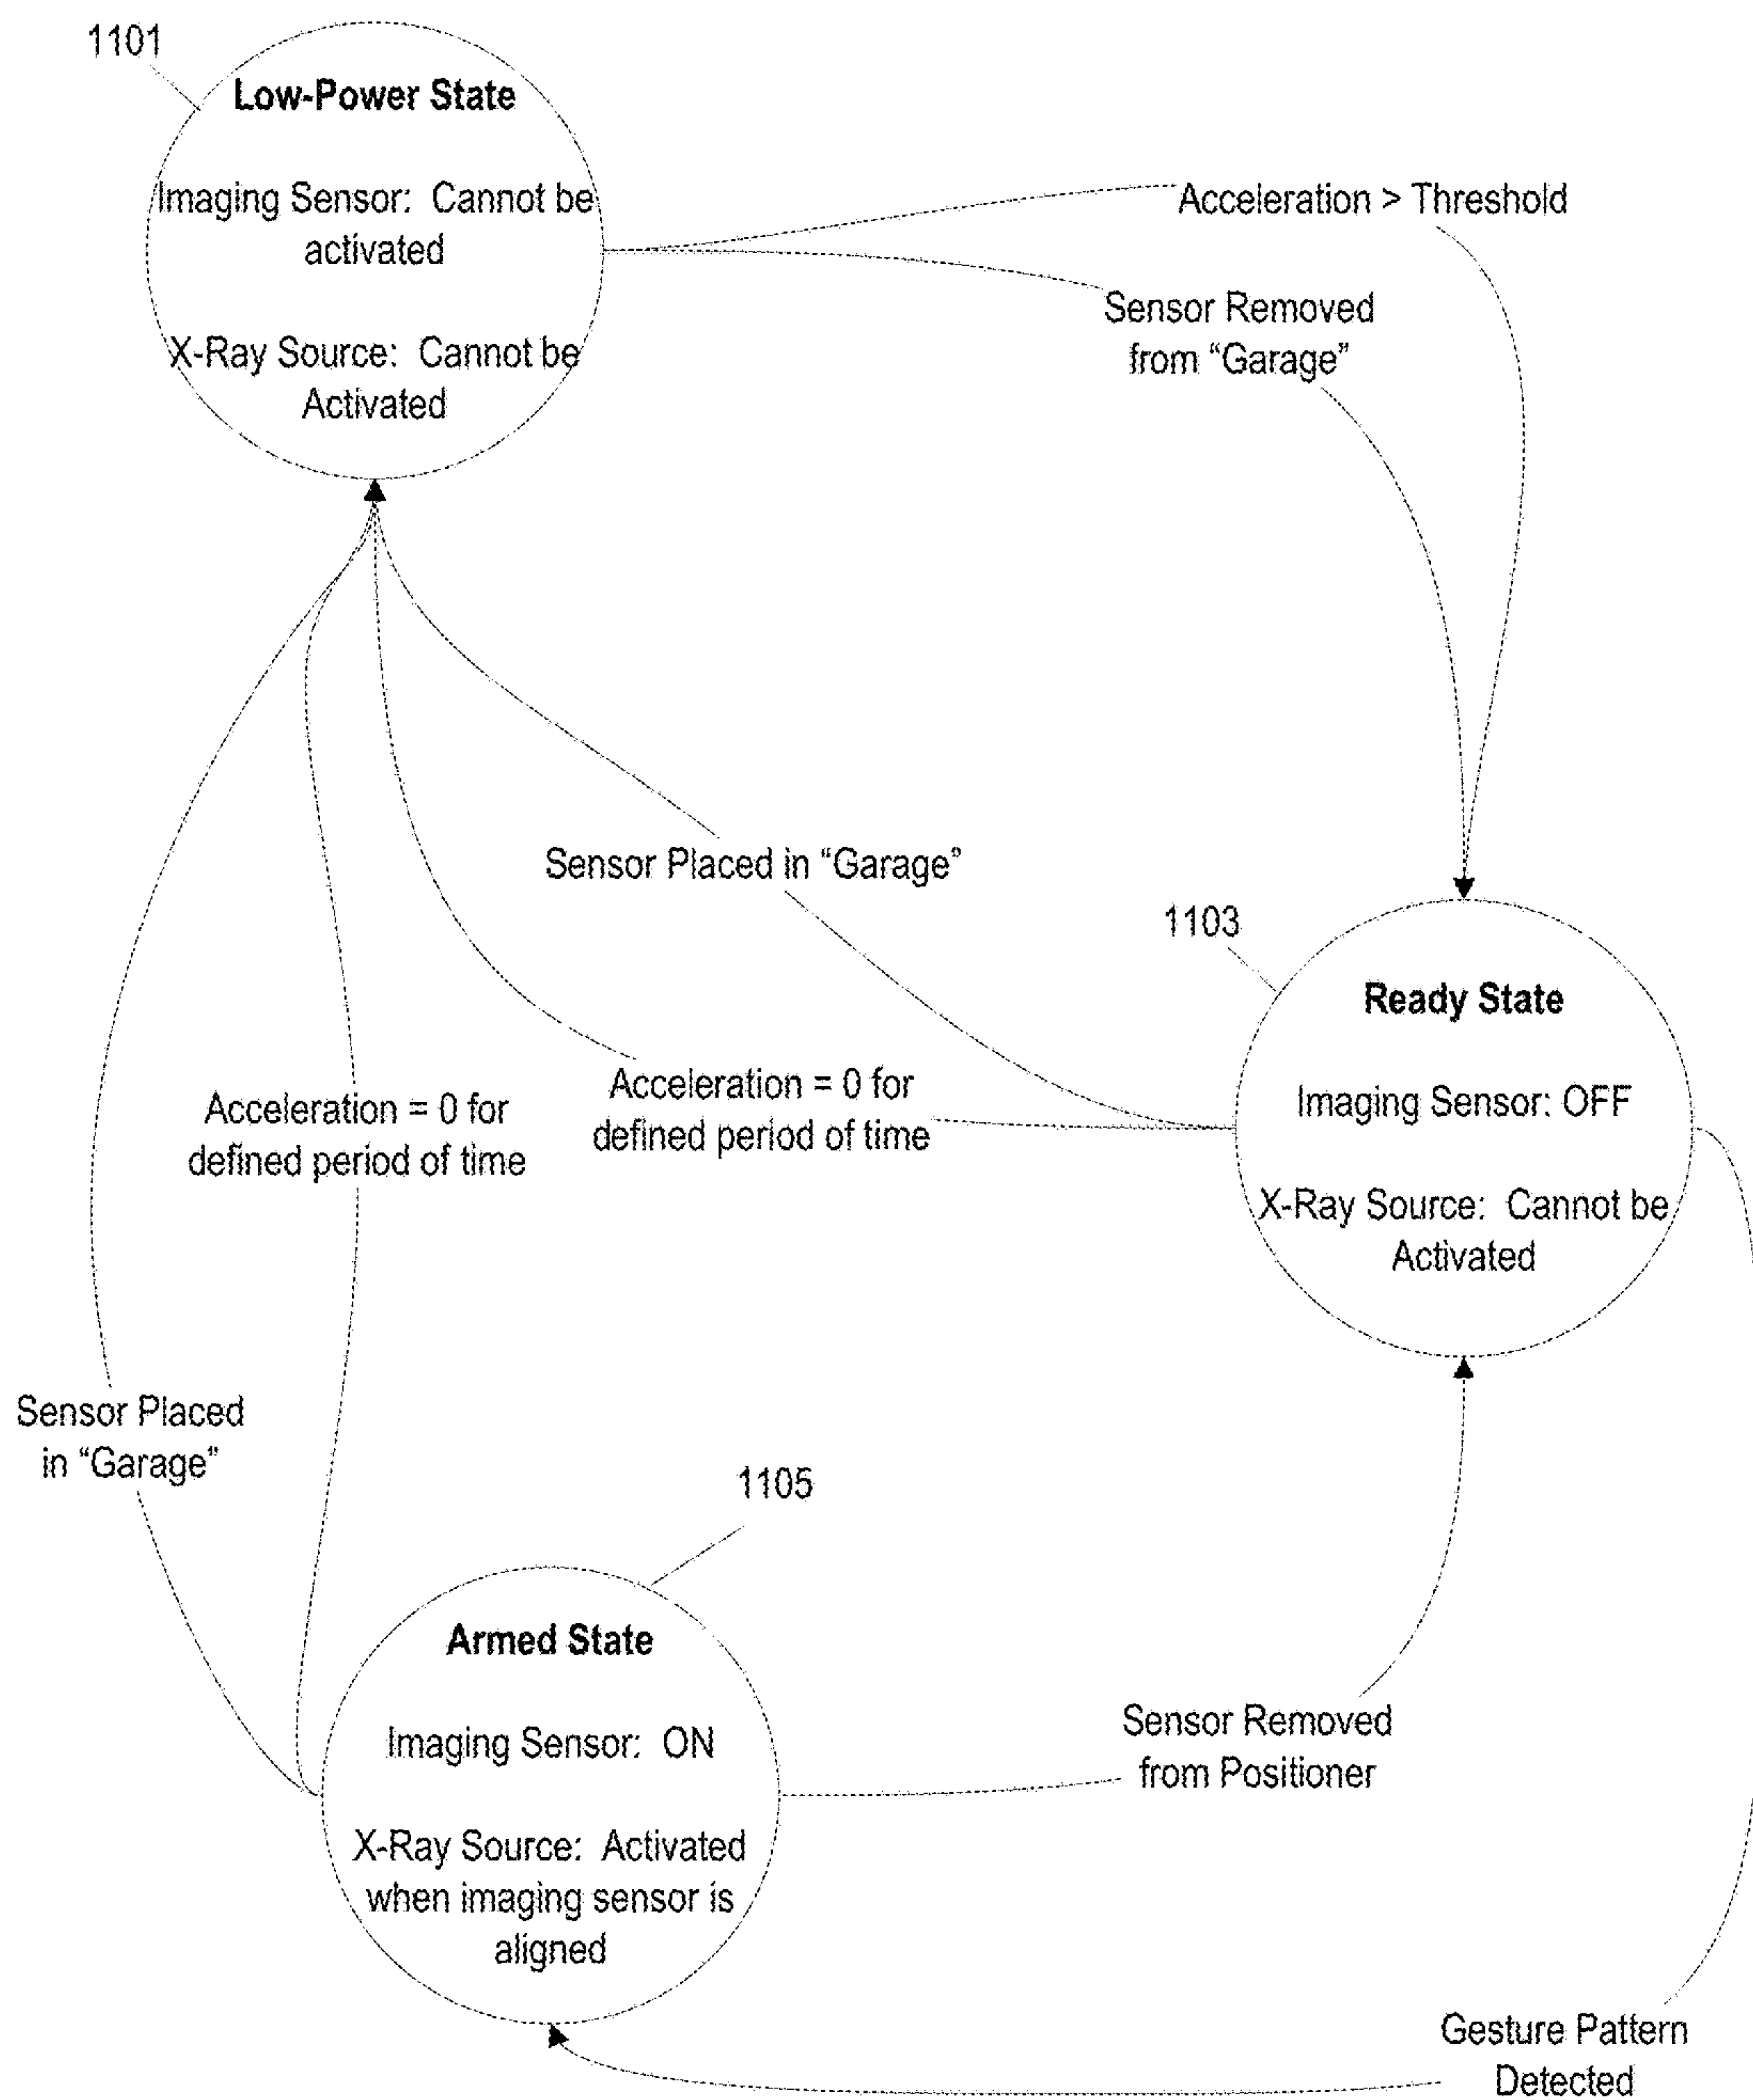 1101
Low-Power State
Imaging Sensor: Cannot be
activated
X-Ray Source: Cannot be
Activated
Acceleration > Threshold
Sensor Removed
from “Garage”
Sensor Placed in “Garage”
1103
Ready State
Imaging Sensor: OFF
X-Ray Source: Cannot be
Activated
Acceleration = 0 for
defined period of time
Acceleration = 0 for
defined period of time
Sensor Placed
in “Garage”
1105
Armed State
Imaging Sensor: ON
X-Ray Source: Activated
when imaging sensor is
aligned
Sensor Removed
from Positioner
Gesture Pattern
Detected